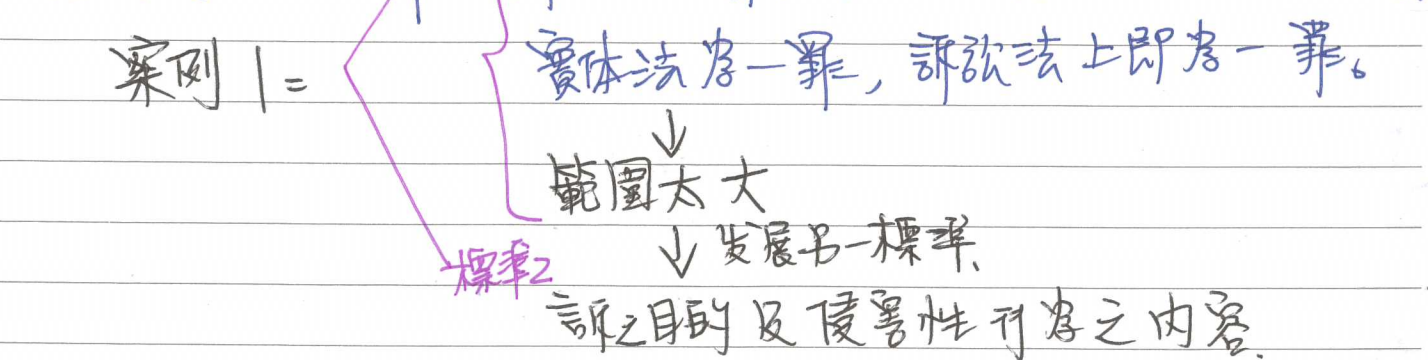 案例1=
實体法為一罪，訴訟法上即為一罪。
↓
範圍太大
↓发展另一標準.
標準2
訴之目的及侵害性行為之内容.